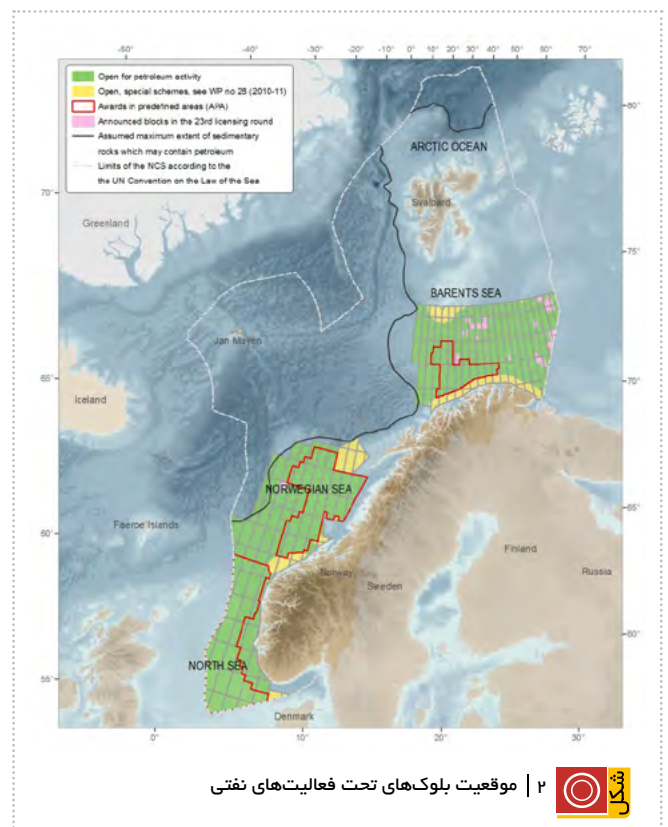 -50° -40° -30° -20° -10° 0° 10° 20° 30° 40° 50° 60° 70°
Open for petroleum activity
Open, special schemes, see WP no 28 (2010-11)
Awards in predefined areas (APA)
Announced blocks in the 23rd licensing round
Assumed maximum extent of sedimentary
rocks which may contain petroleum
Limits of the NCS according to the
the UN Convention on the Law of the Sea
80°
ARCTIC OCEAN
70°
Svalbard
Greenland
75°
BARENTS SEA
Jan Mayen
65°
70°
Iceland
NORWEGIAN SEA
65°
Faeroe Islands
60°
Finland
Norway
Sweden
Russia
60°
NORTH SEA
55°
Denmark
0° 10° 20° 30°
شکل ۲ | موقعیت بلوک‌های تحت فعالیت‌های نفتی